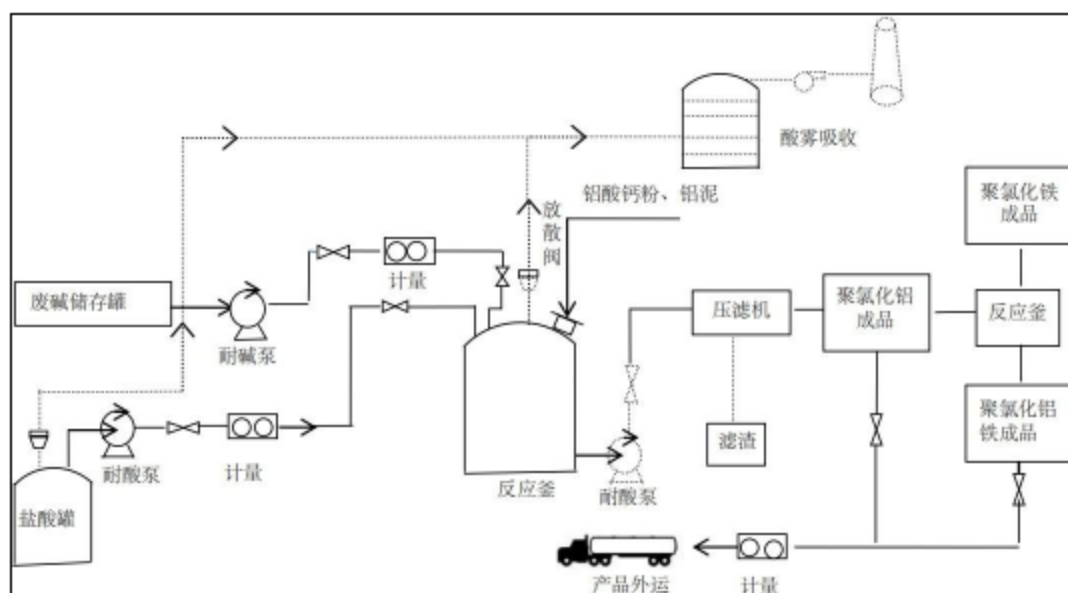 酸雾吸收
铝酸钙粉、铝泥
聚氯化铁
成品
放
散
阀
计量
废碱储存罐
耐碱泵
压滤机
聚氯化铝
成品
反应釜
聚氯化铝
铁成品
滤渣
耐酸泵
计量
反应釜
耐酸泵
盐酸罐
产品外运
计量